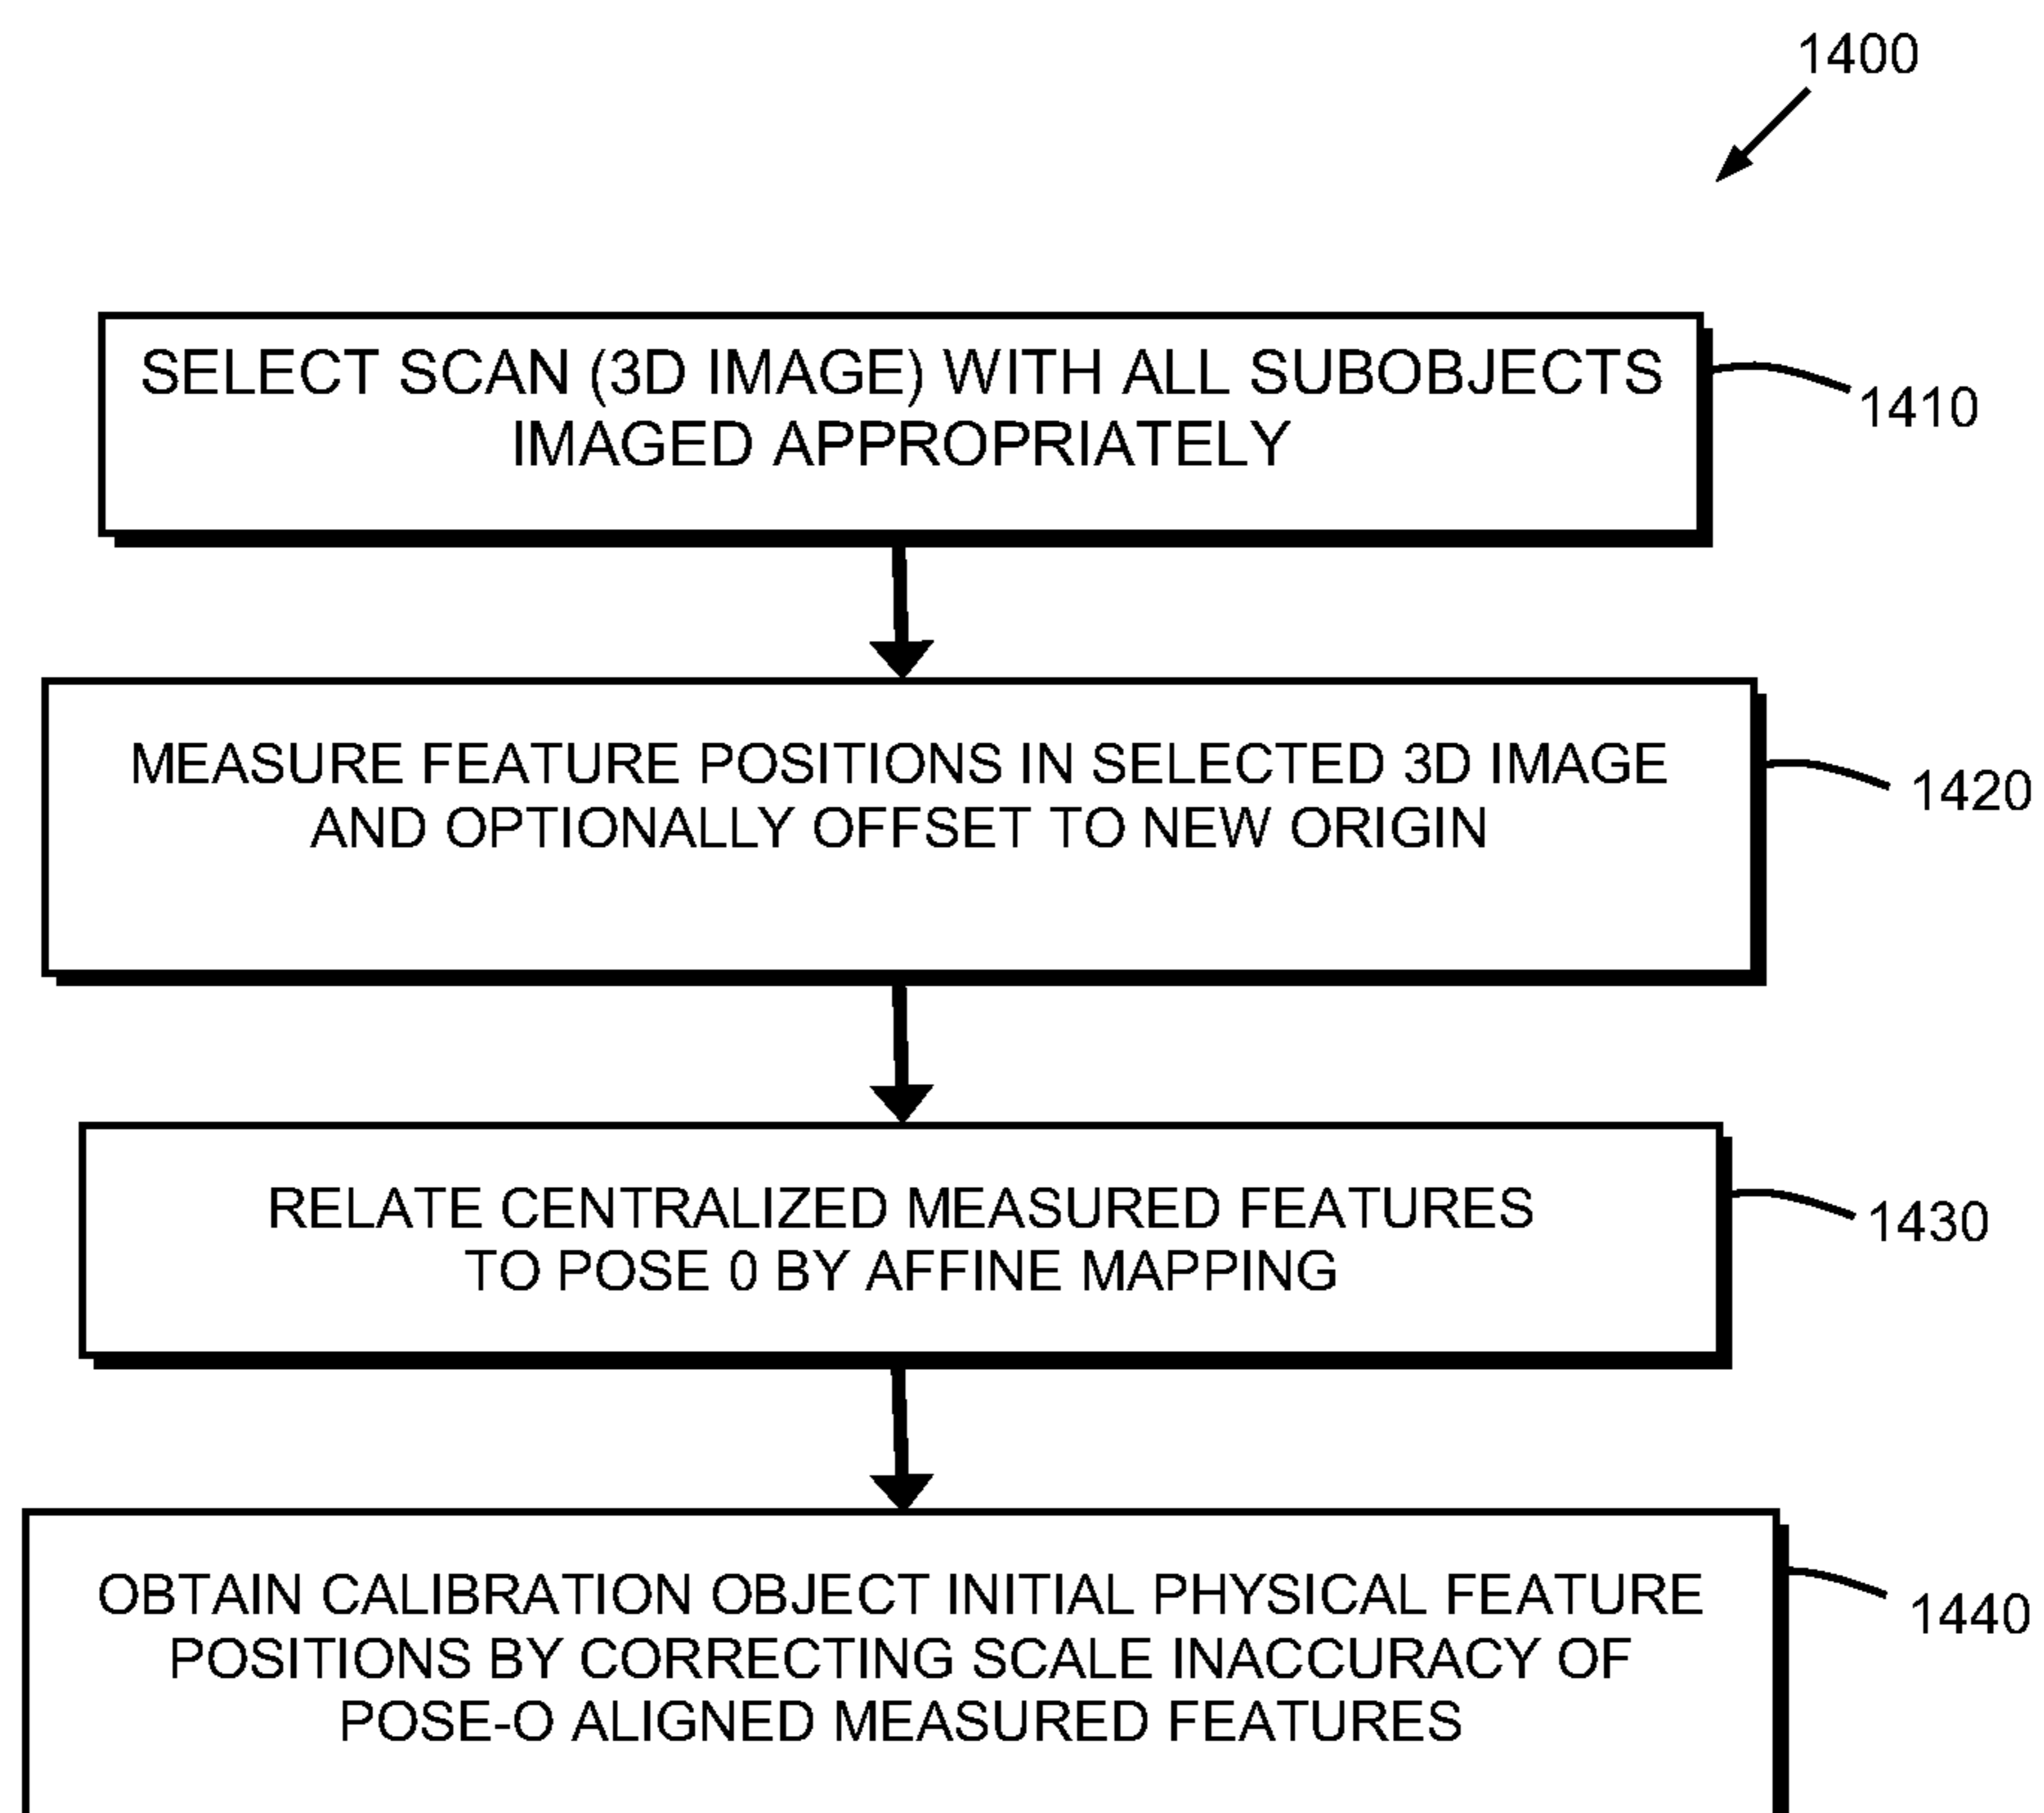 1400
SELECT SCAN (3D IMAGE) WITH ALL SUBOBJECTS
IMAGED APPROPRIATELY
1410
MEASURE FEATURE POSITIONS IN SELECTED 3D IMAGE
AND OPTIONALLY OFFSET TO NEW ORIGIN
1420
RELATE CENTRALIZED MEASURED FEATURES
TO POSE 0 BY AFFINE MAPPING
1430
OBTAIN CALIBRATION OBJECT INITIAL PHYSICAL FEATURE
POSITIONS BY CORRECTING SCALE INACCURACY OF
POSE-O ALIGNED MEASURED FEATURES
1440